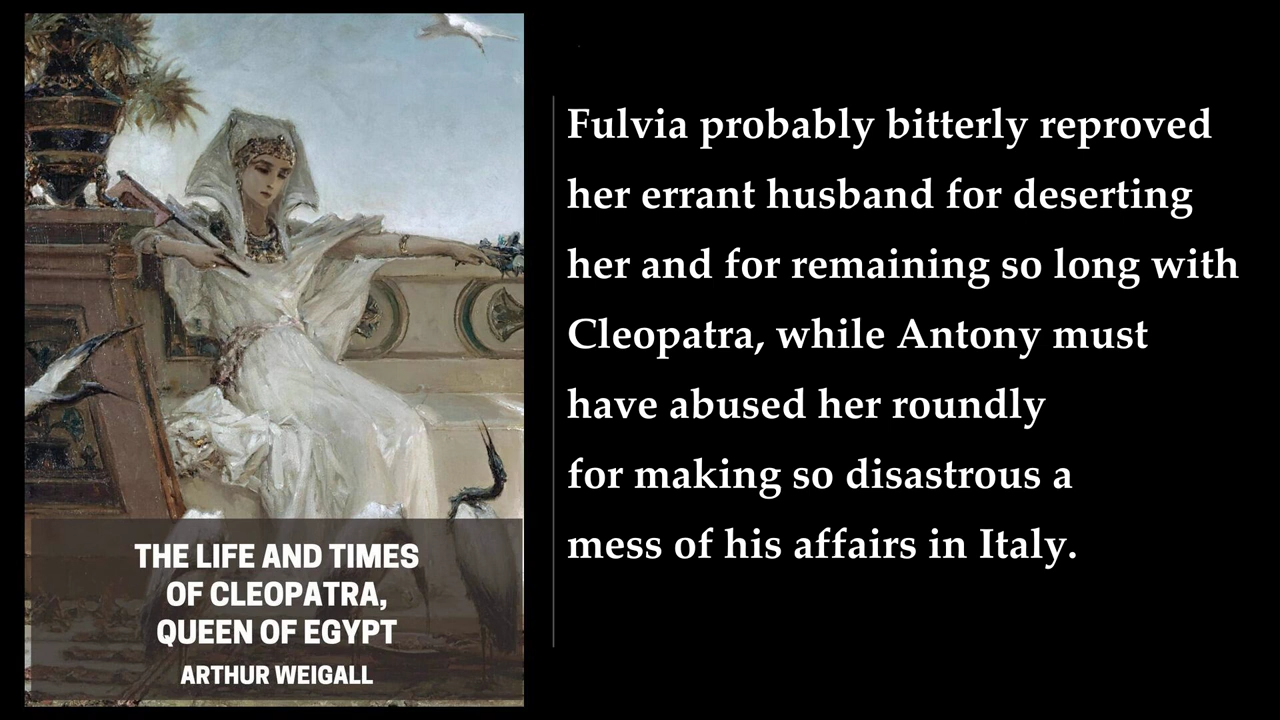 THE LIFE AND TIMES
OF CLEOPATRA,
QUEEN OF EGYPT
ARTHUR WEIGALL
Fulvia probably bitterly reproved
her errant husband for deserting
her and for remaining so long with
Cleopatra, while Antony must
have abused her roundly
for making so disastrous a
mess of his affairs in Italy.